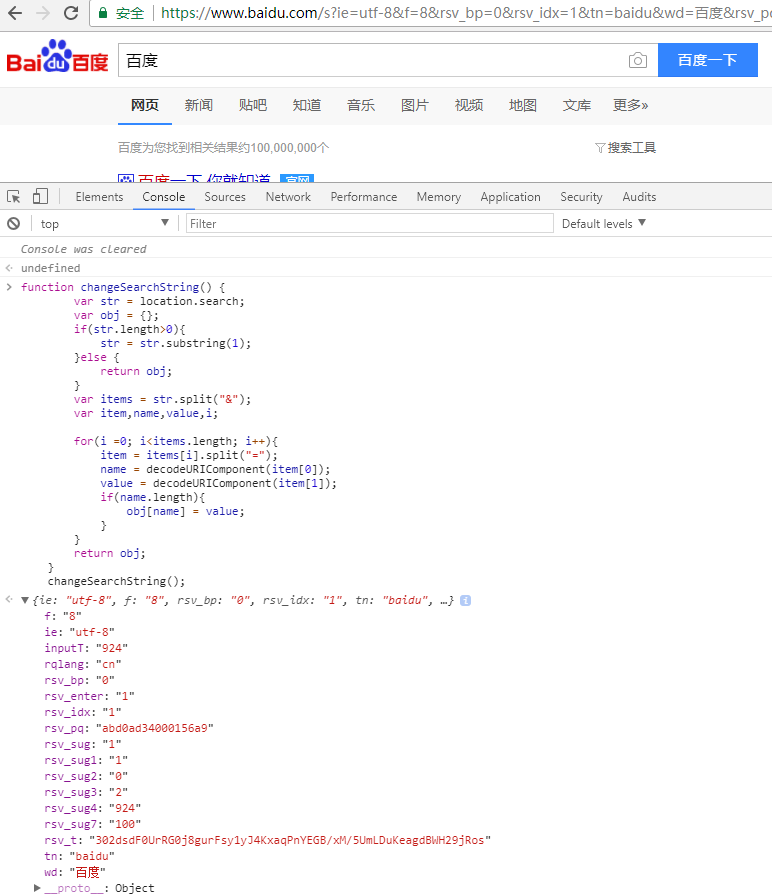 安全 https://www.baidu.com/s?ie=utf-8&f=8&rsv_bp=0&rsv_idx=1&tn=baidu&wd=百度&rsv_p
Bai du 百度 百度 百度一下
网页 新闻 贴吧 知道 音乐 图片 视频 地图 文库 更多»
百度为您找到相关结果约100,000,000个 搜索工具
百度一下,你就知道 官网
Elements Console Sources Network Performance Memory Application Security Audits
top ▼ Filter Default levels ▼
Console was cleared
undefined
function changeSearchString() {
var str = location.search;
var obj = {};
if(str.length>0){
str = str.substring(1);
}else {
return obj;
}
var items = str.split("&");
var item,name,value,i;
for(i =0; i<items.length; i++){
item = items[i].split("=");
name = decodeURIComponent(item[0]);
value = decodeURIComponent(item[1]);
if(name.length){
obj[name] = value;
}
}
return obj;
}
changeSearchString();
▼{ie: "utf-8", f: "8", rsv_bp: "0", rsv_idx: "1", tn: "baidu", …} i
f: "8"
ie: "utf-8"
inputT: "924"
rqlang: "cn"
rsv_bp: "0"
rsv_enter: "1"
rsv_idx: "1"
rsv_pq: "abd0ad34000156a9"
rsv_sug: "1"
rsv_sug1: "1"
rsv_sug2: "0"
rsv_sug3: "2"
rsv_sug4: "924"
rsv_sug7: "100"
rsv_t: "302dsdF0UrRG0j8gurFsy1yJ4KxaqPnYEGB/xM/5UmLDuKeagdBWH29jRos"
tn: "baidu"
wd: "百度"
▶__proto__: Object